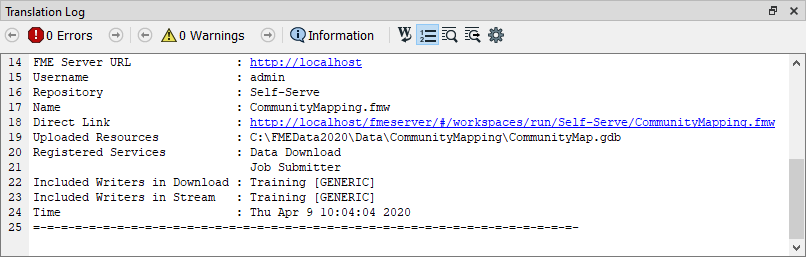 Translation Log
0 Errors 0 Warnings Information
14 FME Server URL : http://localhost
15 Username : admin
16 Repository : Self-Serve
17 Name : CommunityMapping.fmw
18 Direct Link : http://localhost/fmeserver/#/workspaces/run/Self-Serve/CommunityMapping.fmw
19 Uploaded Resources : C:\FMEData2020\Data\CommunityMapping\CommunityMap.gdb
20 Registered Services : Data Download
21 Job Submitter
22 Included Writers in Download : Training [GENERIC]
23 Included Writers in Stream : Training [GENERIC]
24 Time : Thu Apr 9 10:04:04 2020
25 =-=-=-=-=-=-=-=-=-=-=-=-=-=-=-=-=-=-=-=-=-=-=-=-=-=-=-=-=-=-=-=-=-=-=-=-=-=-=-